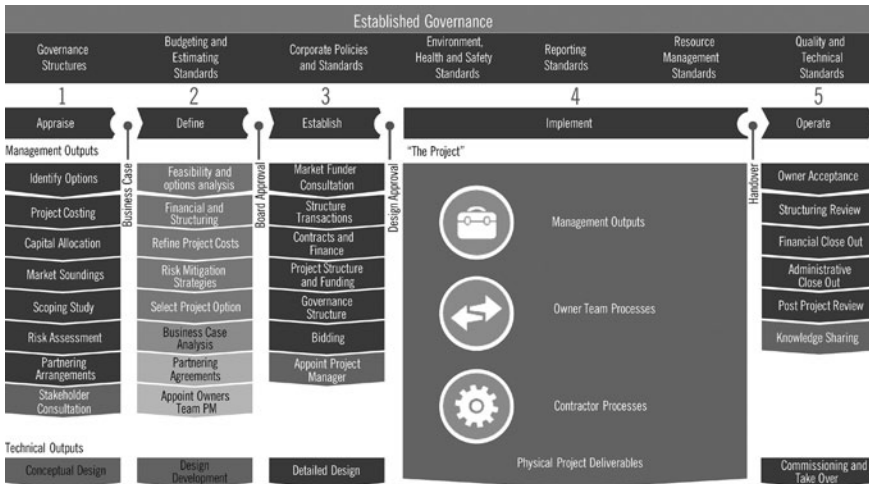 Established Governance
Governance
Structures
Budgeting and
Estimating
Standards
Corporate Policies
and Standards
Environment,
Health and Safety
Standards
Reporting
Standards
Resource
Management
Standards
Quality and
Technical
Standards
1
2
3
4
5
Appraise
Define
Establish
Implement
Operate
Management Outputs
Identify Options
Project Costing
Capital Allocation
Market Soundings
Scoping Study
Risk Assessment
Partnering
Arrangements
Stakeholder
Consultation
Business Case
Feasibility and
options analysis
Financial and
Structuring
Refine Project Costs
Risk Mitigation
Strategies
Select Project Option
Business Case
Analysis
Partnering
Agreements
Appoint Owners
Team PM
Board Approval
Market Funder
Consultation
Structure
Transactions
Contracts and
Finance
Project Structure
and Funding
Governance
Structure
Bidding
Appoint Project
Manager
Design Approval
"The Project"
Management Outputs
Owner Team Processes
Contractor Processes
Physical Project Deliverables
Handover
Owner Acceptance
Structuring Review
Financial Close Out
Administrative
Close Out
Post Project Review
Knowledge Sharing
Technical Outputs
Conceptual Design
Design
Development
Detailed Design
Commissioning and
Take Over